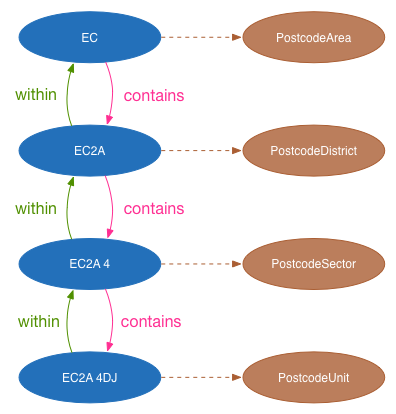 EC PostcodeArea
within contains
EC2A PostcodeDistrict
within contains
EC2A 4 PostcodeSector
within contains
EC2A 4DJ PostcodeUnit